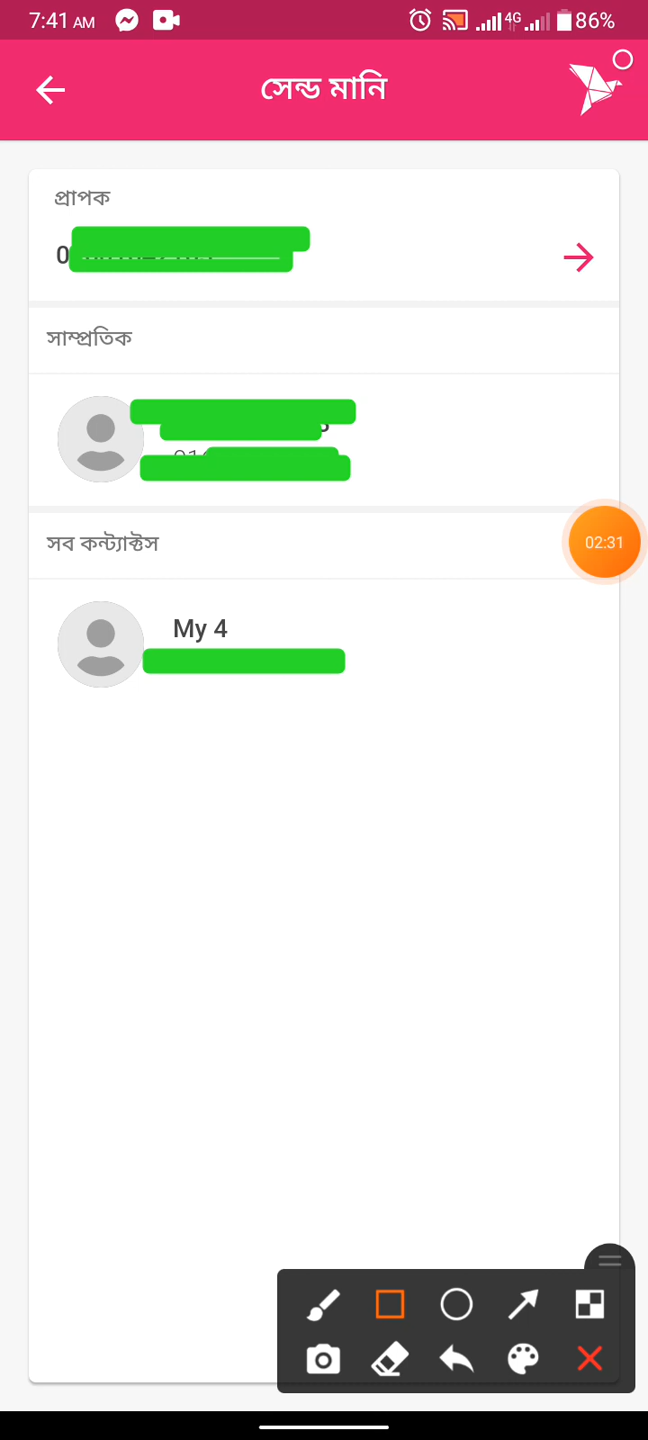 7:41 AM 4G 86%
সেন্ড মানি
প্রাপক
0
সাম্প্রতিক
সব কন্ট্যাক্টস
02:31
My 4